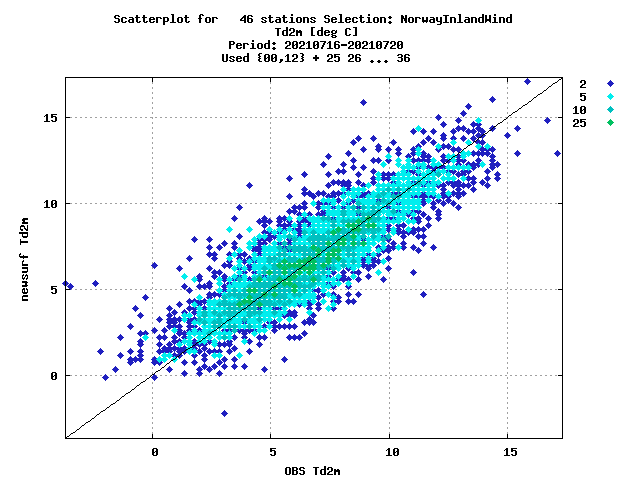 Scatterplot for 46 stations Selection: NorwayInlandWind
Td2m [deg C]
Period: 20210716-20210720
Used {00,12} + 25 26 ... 36
2
5
10
25
15
10
5
0
newsurf Td2m
0 5 10 15
OBS Td2m